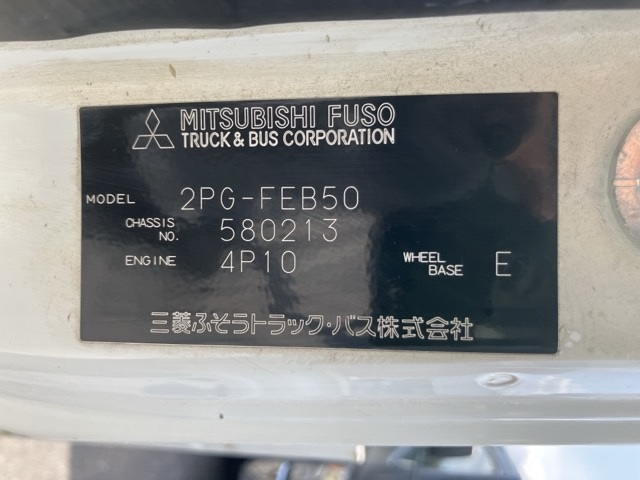 MITSUBISHI FUSO
TRUCK & BUS CORPORATION
MODEL 2PG-FEB50
CHASSIS NO. 580213
ENGINE 4P10 WHEEL BASE E
三菱ふそうトラック・バス株式会社